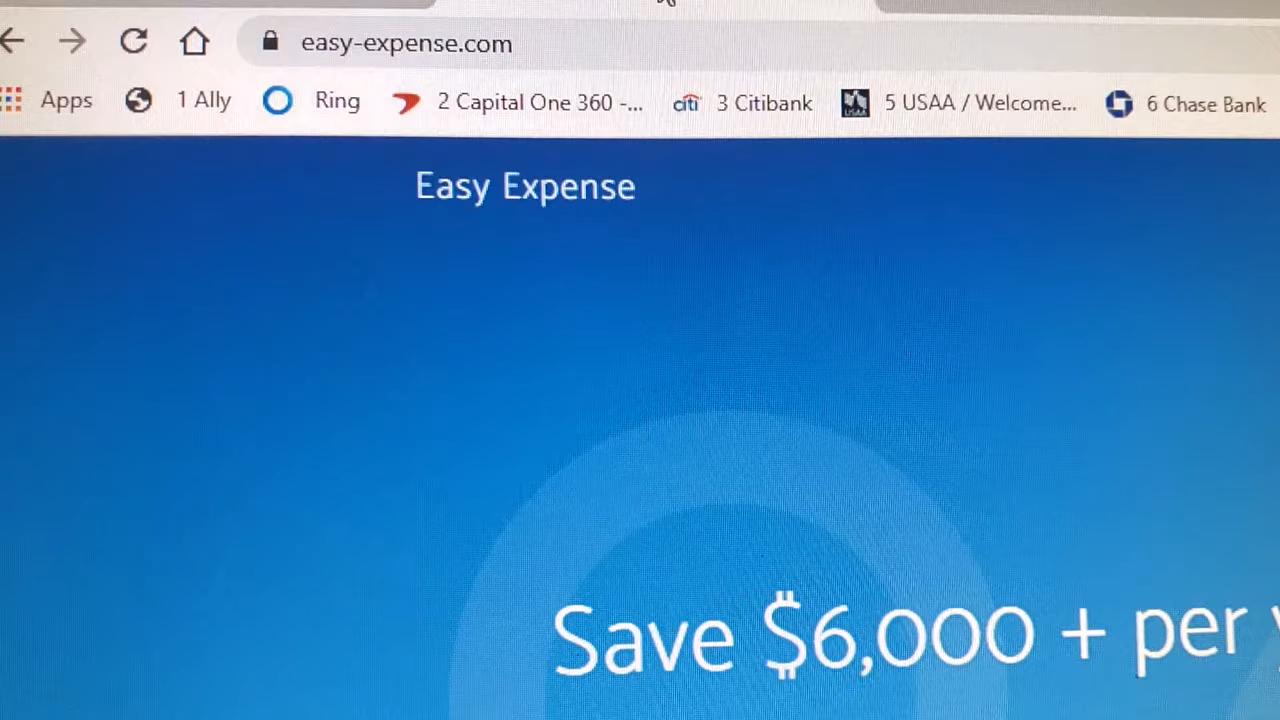 easy-expense.com
Apps 1 Ally Ring 2 Capital One 360 -... citi 3 Citibank USAA 5 USAA / Welcome... 6 Chase Bank
Easy Expense
Save $6,000 + per